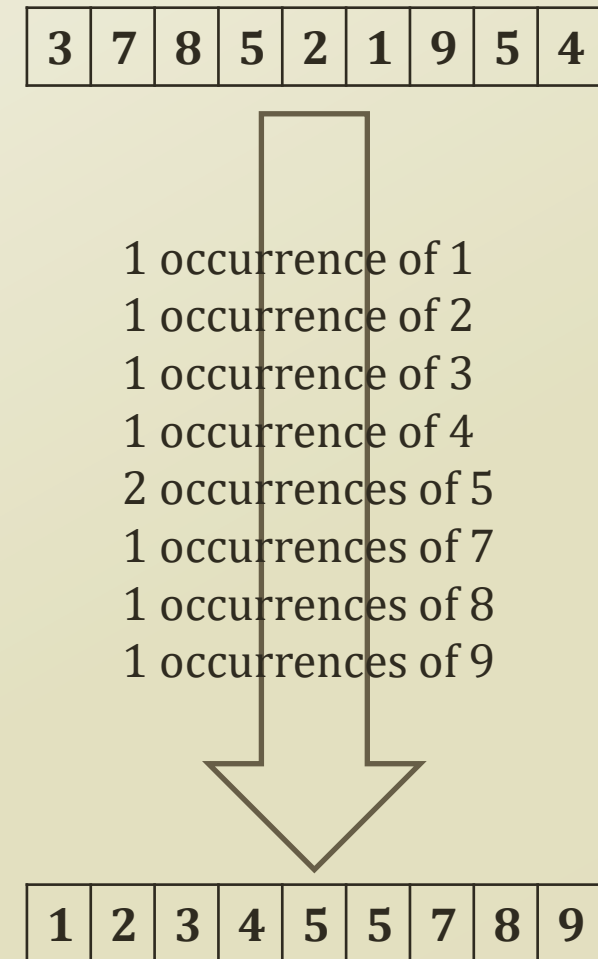 3 7 8 5 2 1 9 5 4
1 occurrence of 1
1 occurrence of 2
1 occurrence of 3
1 occurrence of 4
2 occurrences of 5
1 occurrences of 7
1 occurrences of 8
1 occurrences of 9
1 2 3 4 5 5 7 8 9